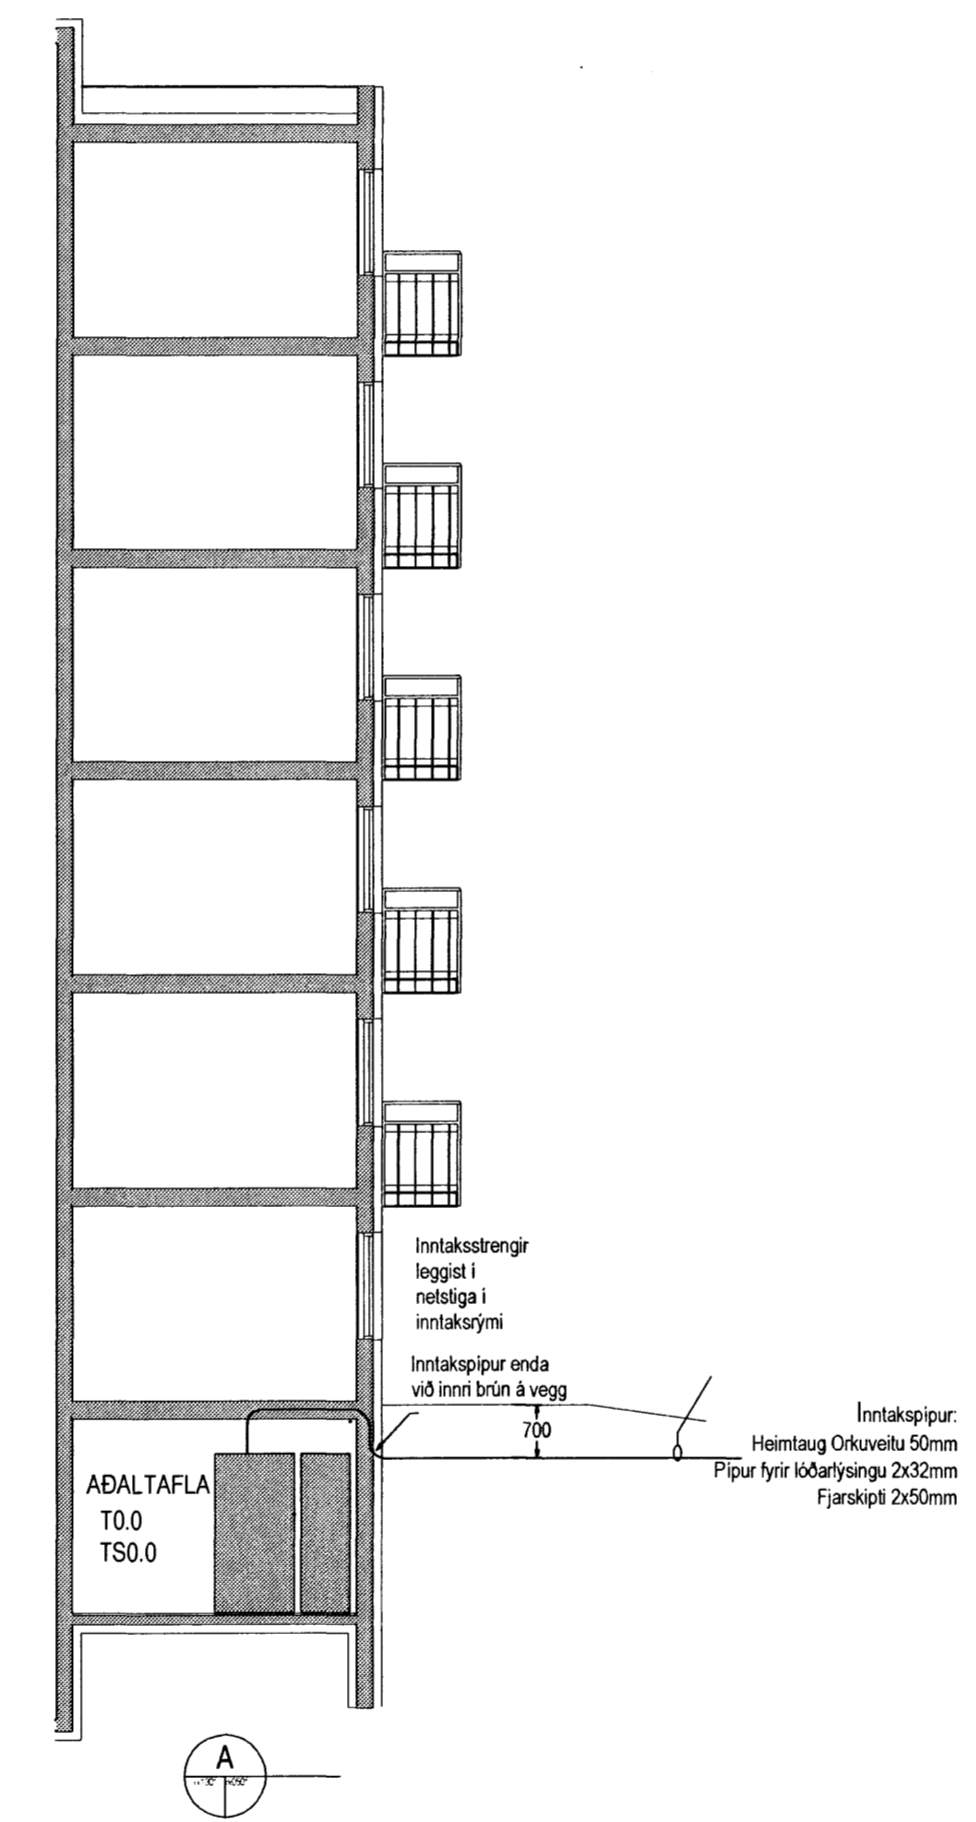 Inntaksstrengir
leggist í
netstiga í
inntaksrými
Inntakspípur enda
við innri brún á vegg
700
Inntakspípur:
Heimtaug Orkuveitu 50mm
Pípur fyrir lóðarlýsingu 2x32mm
Fjarskipti 2x50mm
AÐALTAFLA
T0.0
TS0.0
A